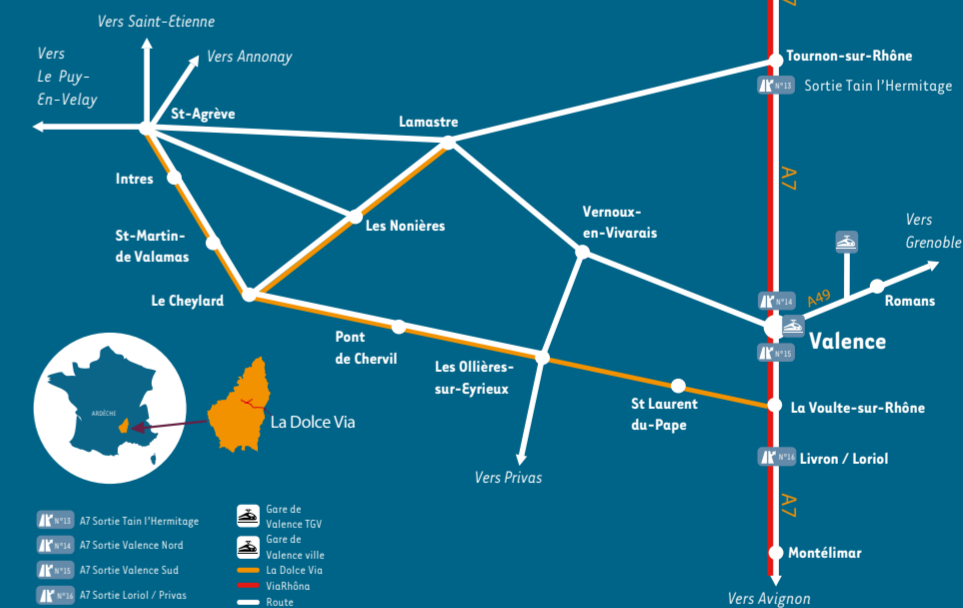 Vers Saint-Etienne
Vers
Le Puy-
En-Velay
Vers Annonay
St-Agrève
Lamastre
7
Tournon-sur-Rhône
N°13 Sortie Tain l'Hermitage
A7
Intres
Les Nonières
St-Martin-
de Valamas
Vernoux-
en-Vivarais
Vers
Grenoble
Le Cheylard
N°14
A49
Romans
Valence
N°15
Pont
de Chervil
Les Ollières-
sur-Eyrieux
St Laurent
du-Pape
La Voulte-sur-Rhône
ARDÈCHE
La Dolce Via
N°16 Livron / Loriol
Vers Privas
A7
Montélimar
Vers Avignon
N°13 A7 Sortie Tain l'Hermitage
N°14 A7 Sortie Valence Nord
N°15 A7 Sortie Valence Sud
N°16 A7 Sortie Loriol / Privas
Gare de
Valence TGV
Gare de
Valence ville
La Dolce Via
ViaRhôna
Route